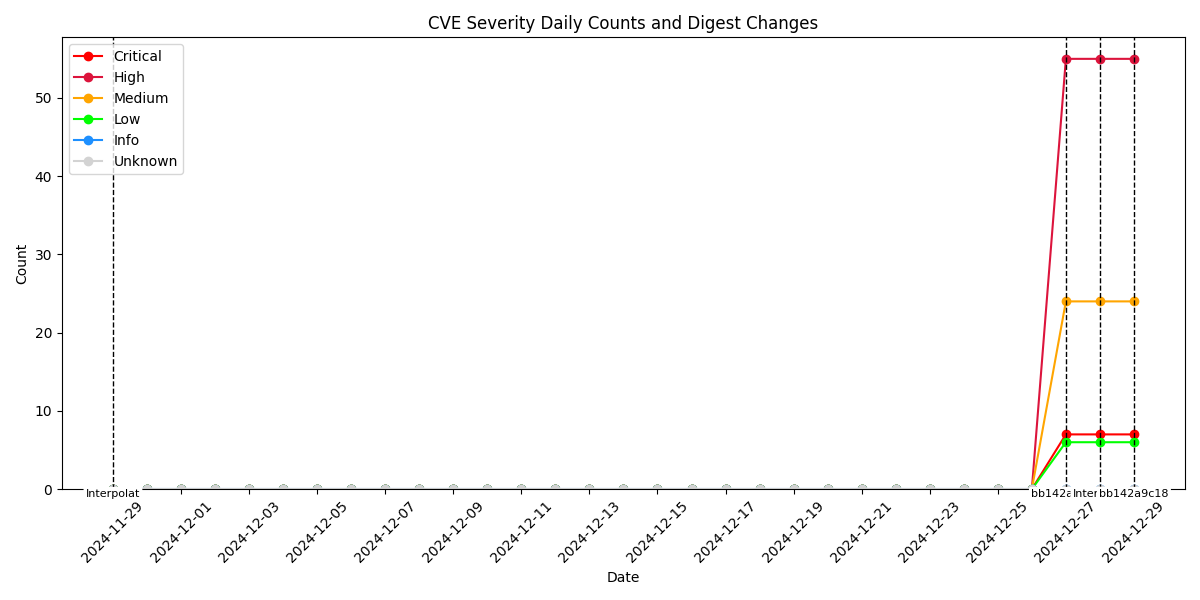 CVE Severity Daily Counts and Digest Changes
Critical
High
Medium
Low
Info
Unknown
Count
50
40
30
20
10
0
Interpolat
bb142a
Inter
bb142a9c18
2024-11-29
2024-12-01
2024-12-03
2024-12-05
2024-12-07
2024-12-09
2024-12-11
2024-12-13
2024-12-15
2024-12-17
2024-12-19
2024-12-21
2024-12-23
2024-12-25
2024-12-27
2024-12-29
Date